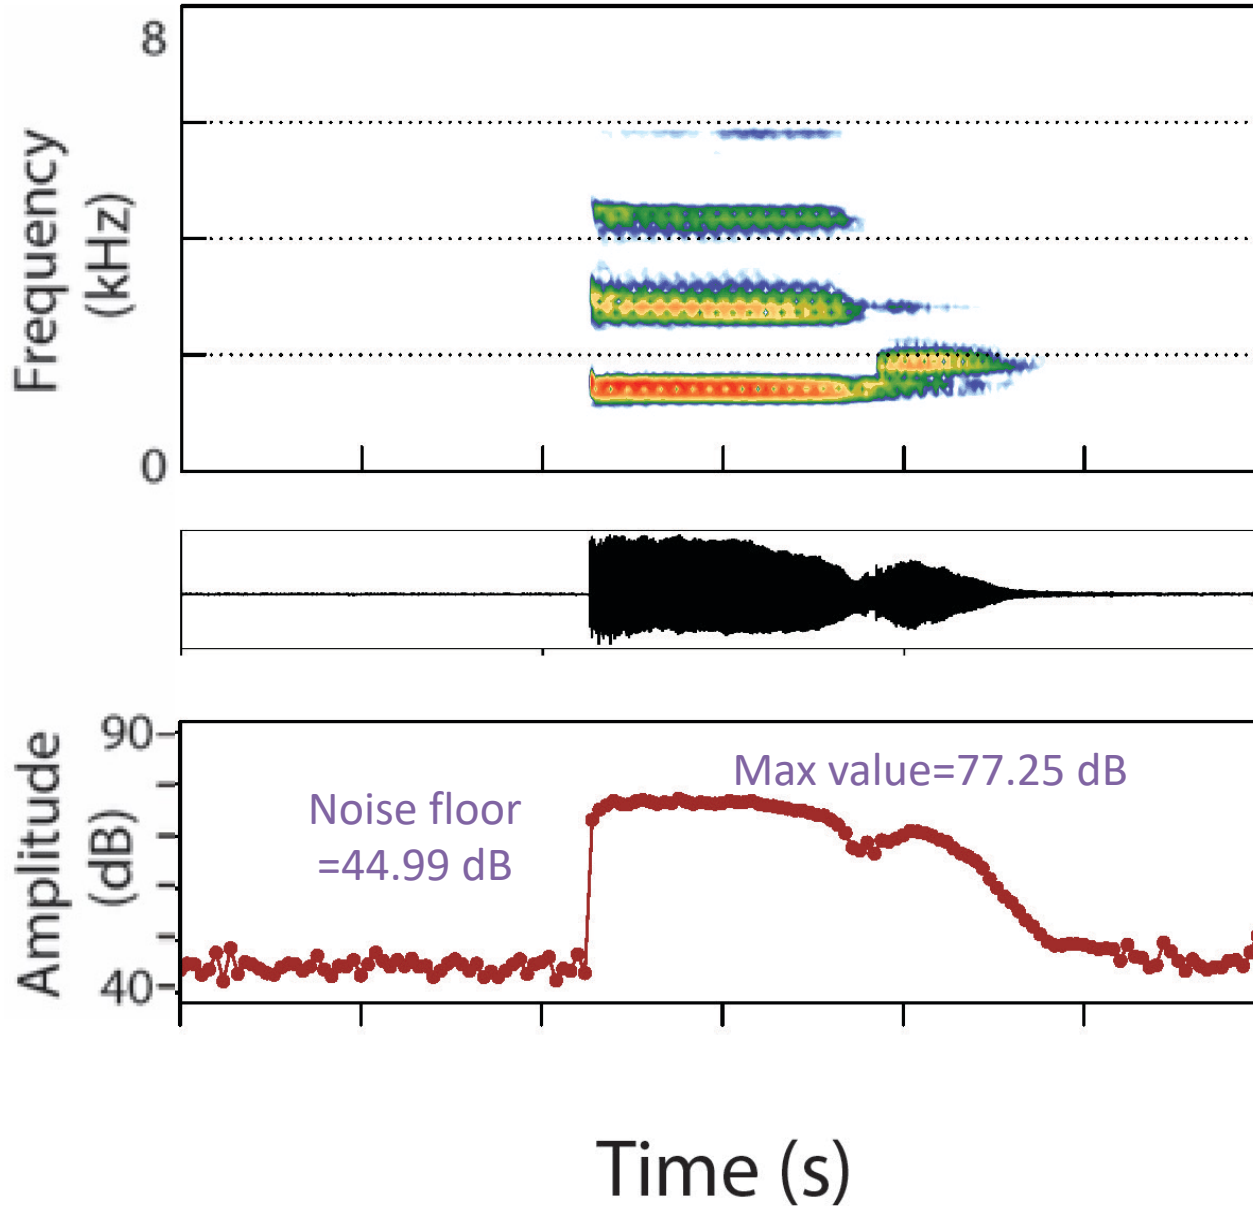 8
Frequency
(kHz)
0
90
Amplitude
(dB)
40
Noise floor
=44.99 dB
Max value=77.25 dB
Time (s)